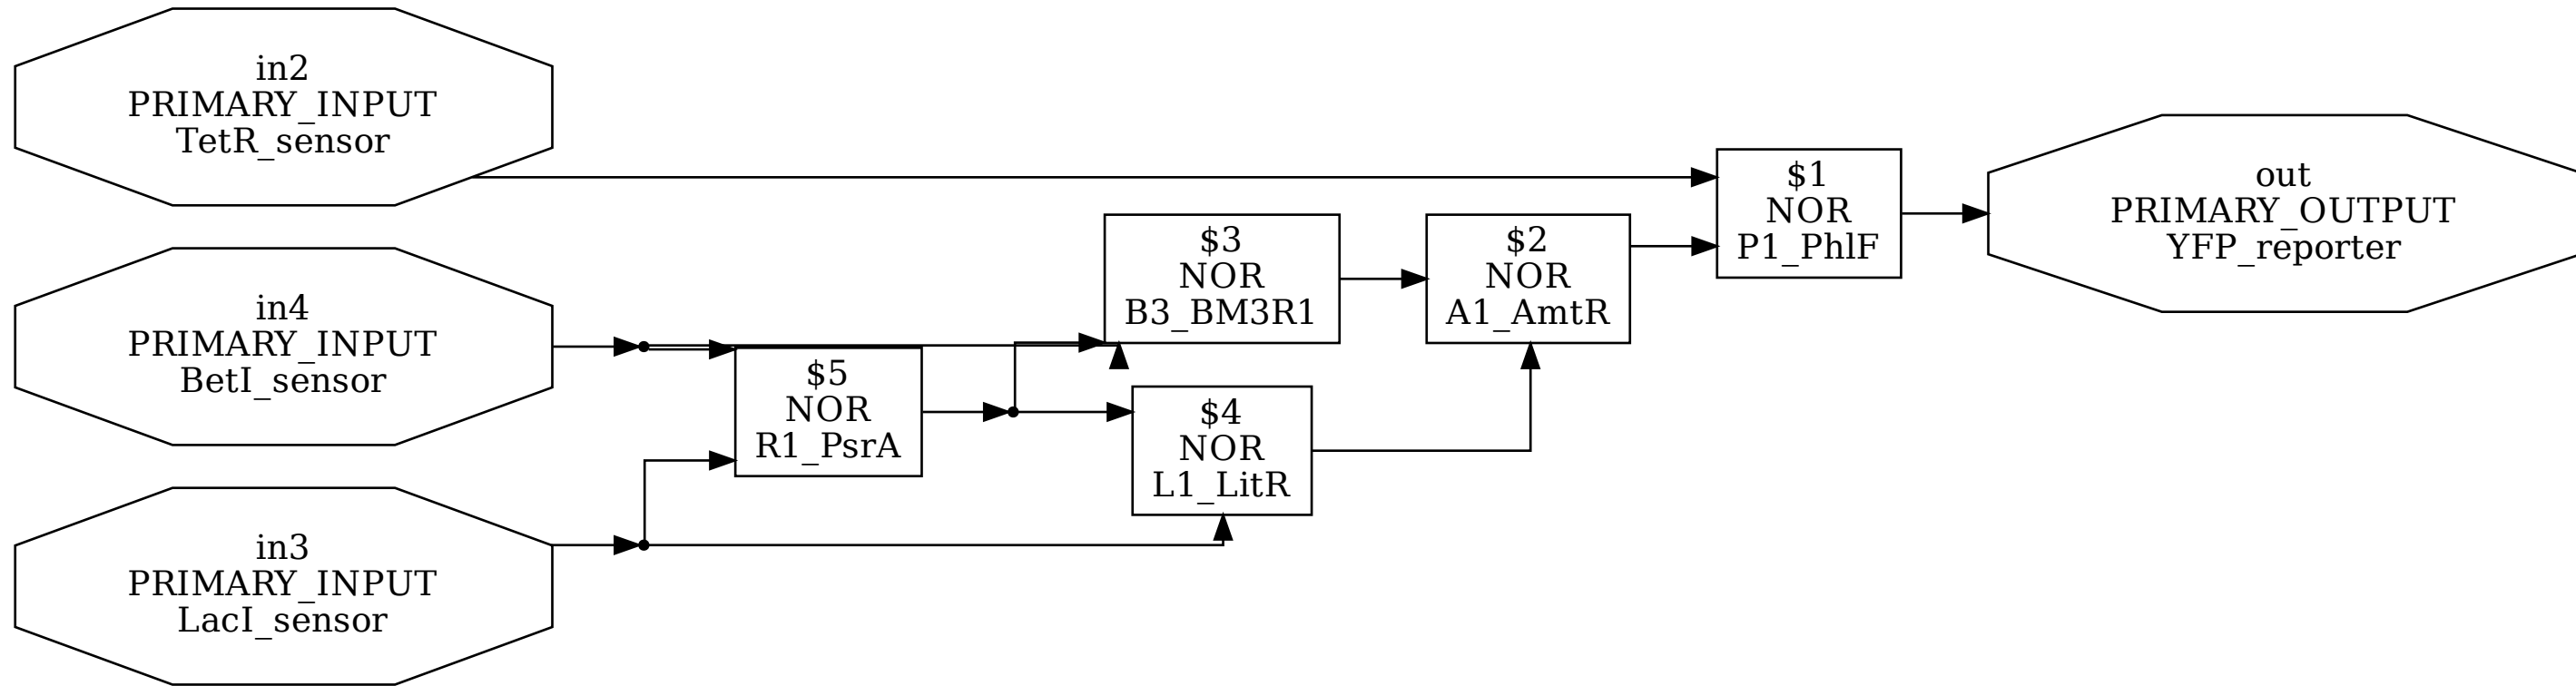 in2
PRIMARY_INPUT
TetR_sensor
in4
PRIMARY_INPUT
BetI_sensor
in3
PRIMARY_INPUT
LacI_sensor
$5
NOR
R1_PsrA
$3
NOR
B3_BM3R1
$4
NOR
L1_LitR
$2
NOR
A1_AmtR
$1
NOR
P1_PhlF
out
PRIMARY_OUTPUT
YFP_reporter